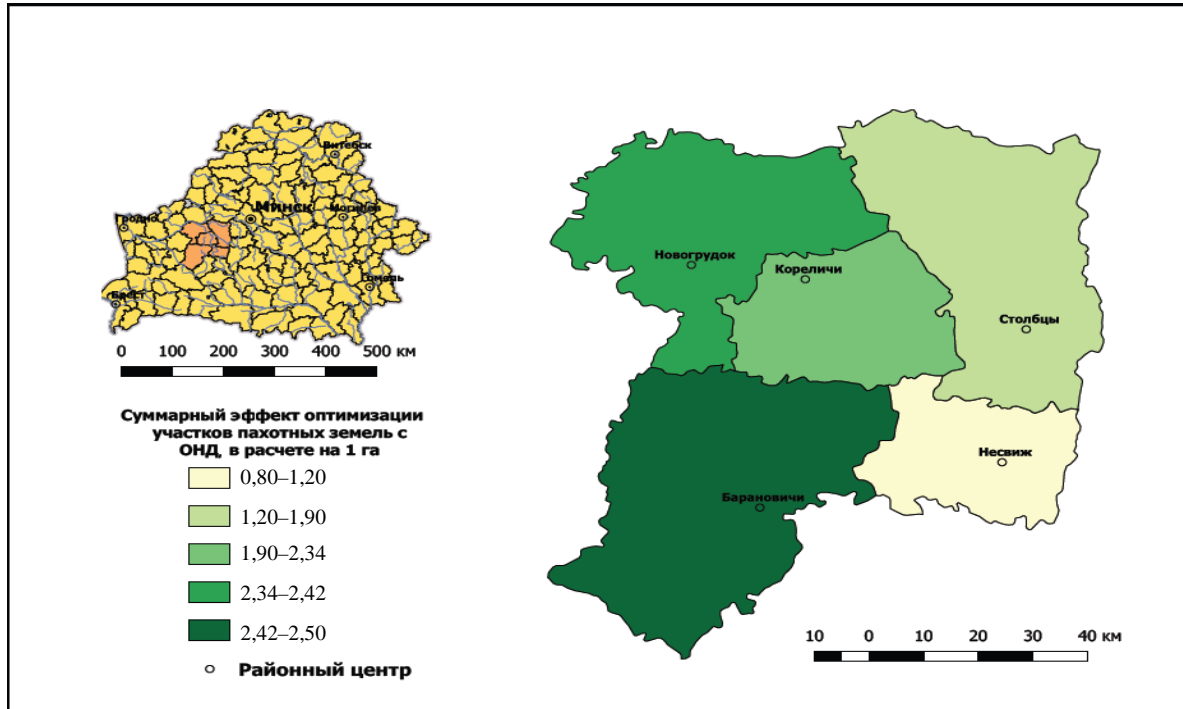 Витебск
Минск
Могилев
Гродно
Гомель
Брест
0 100 200 300 400 500 км
Суммарный эффект оптимизации
участков пахотных земель с
ОНД, в расчете на 1 га
0,80–1,20
1,20–1,90
1,90–2,34
2,34–2,42
2,42–2,50
Районный центр
Новогрудок
Кореличи
Столбцы
Несвиж
Барановичи
10 0 10 20 30 40 км